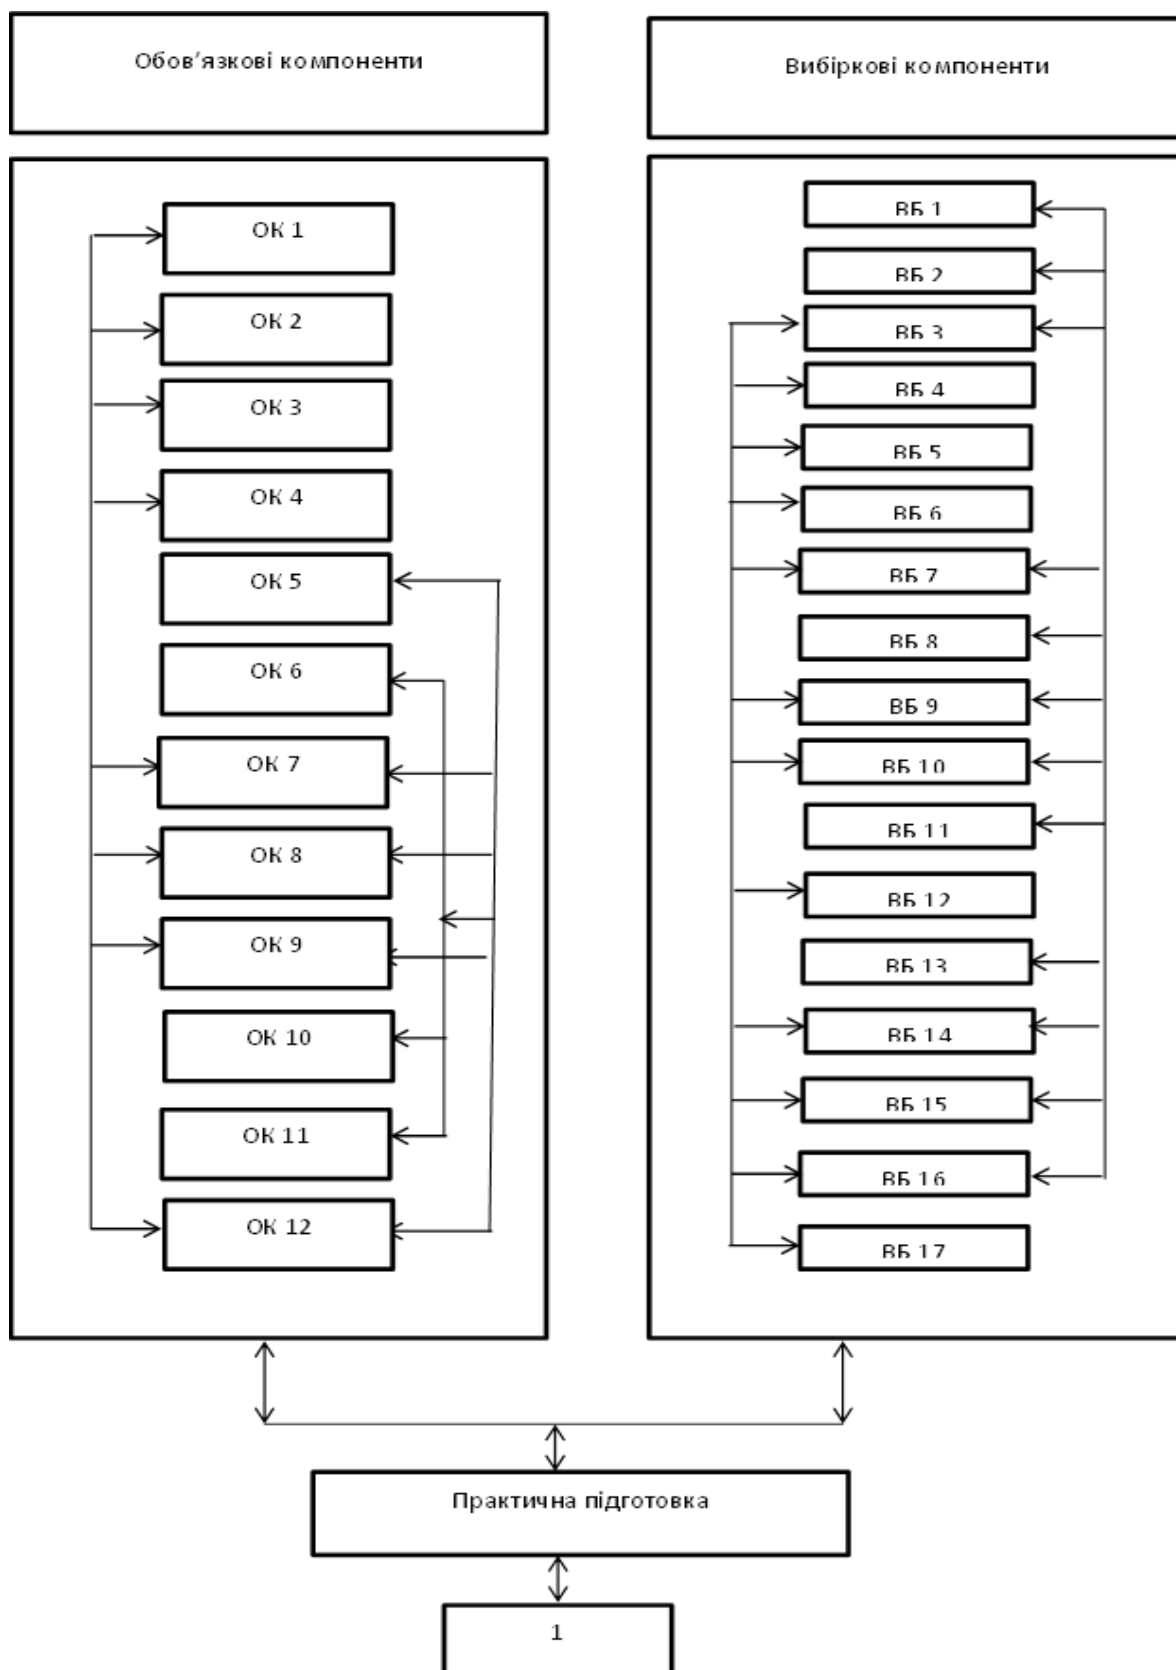 Обов’язкові компоненти
Вибіркові компоненти
ОК 1
ОК 2
ОК 3
ОК 4
ОК 5
ОК 6
ОК 7
ОК 8
ОК 9
ОК 10
ОК 11
ОК 12
ВБ 1
ВБ 2
ВБ 3
ВБ 4
ВБ 5
ВБ 6
ВБ 7
ВБ 8
ВБ 9
ВБ 10
ВБ 11
ВБ 12
ВБ 13
ВБ 14
ВБ 15
ВБ 16
ВБ 17
Практична підготовка
1